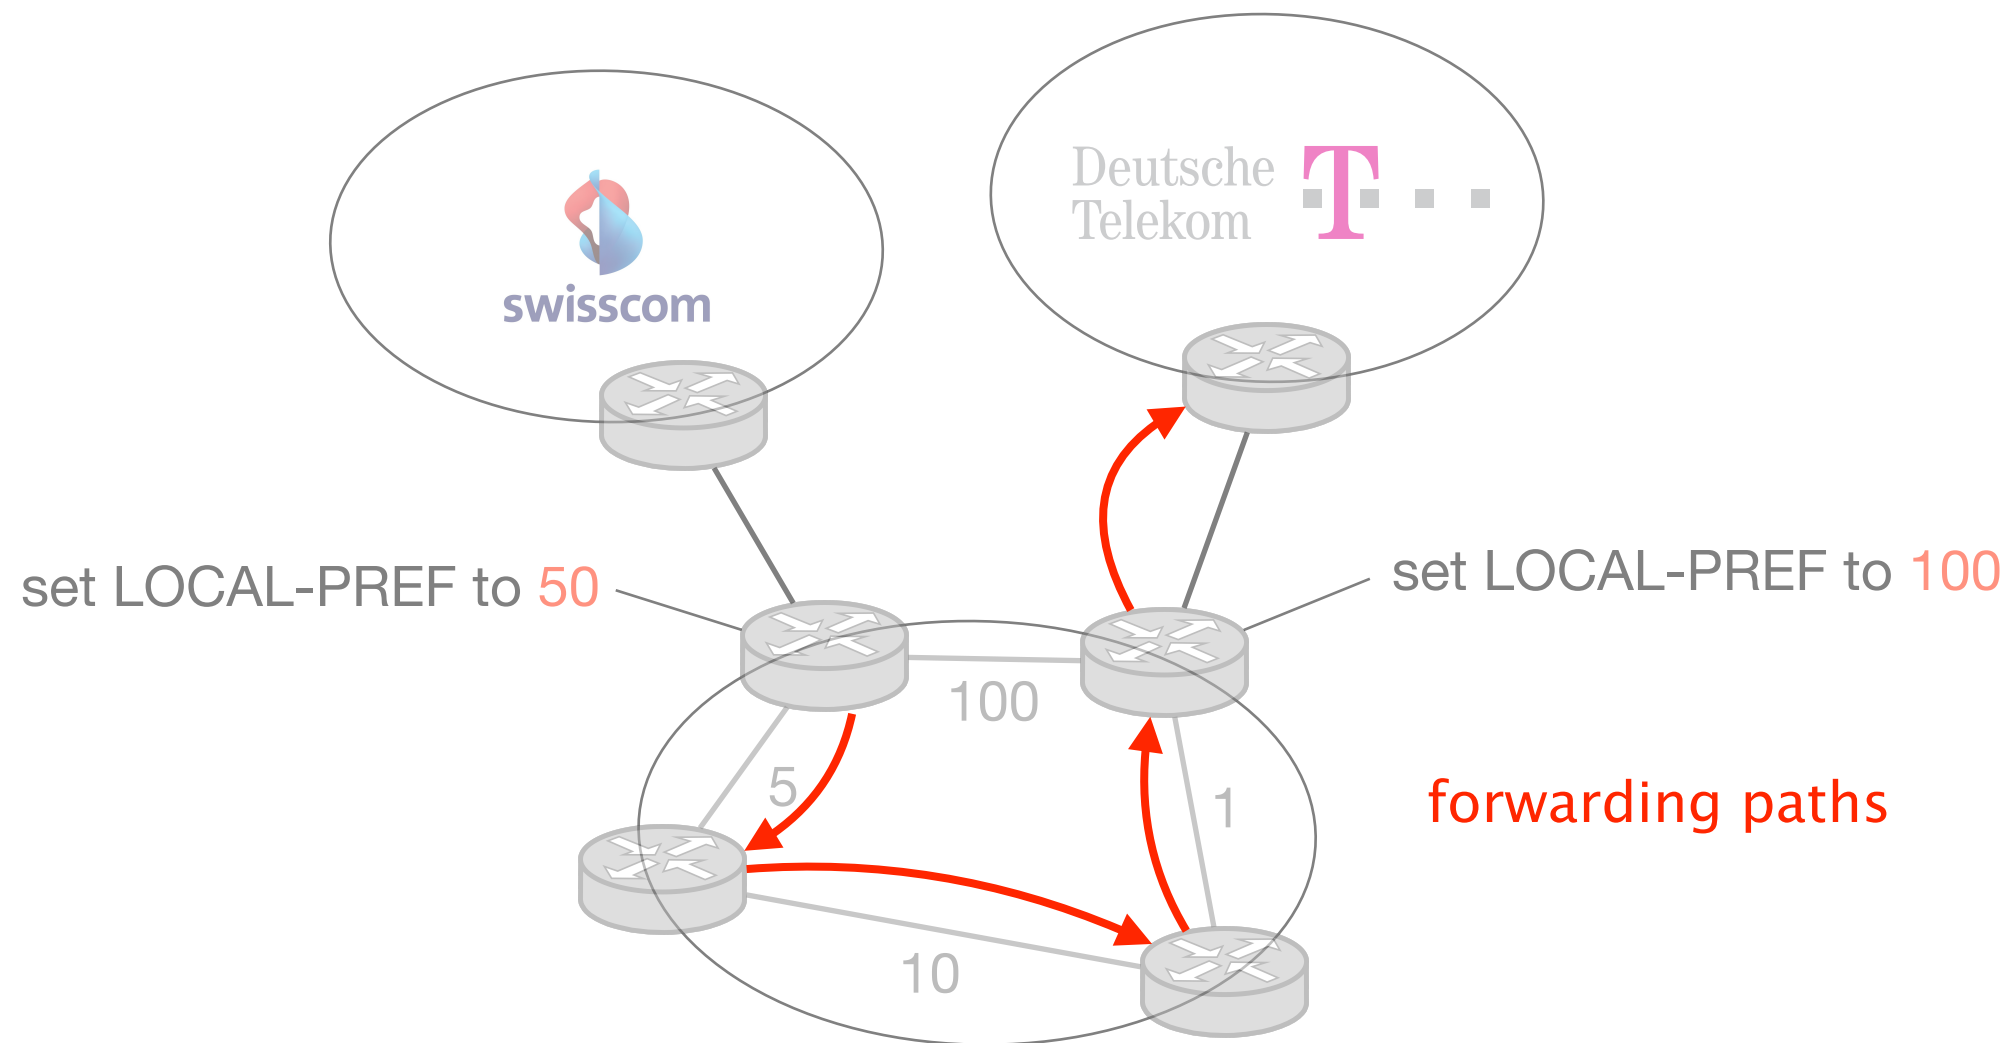 Deutsche
Telekom
T
swisscom
set LOCAL-PREF to 50
set LOCAL-PREF to 100
100
5
1
forwarding paths
10